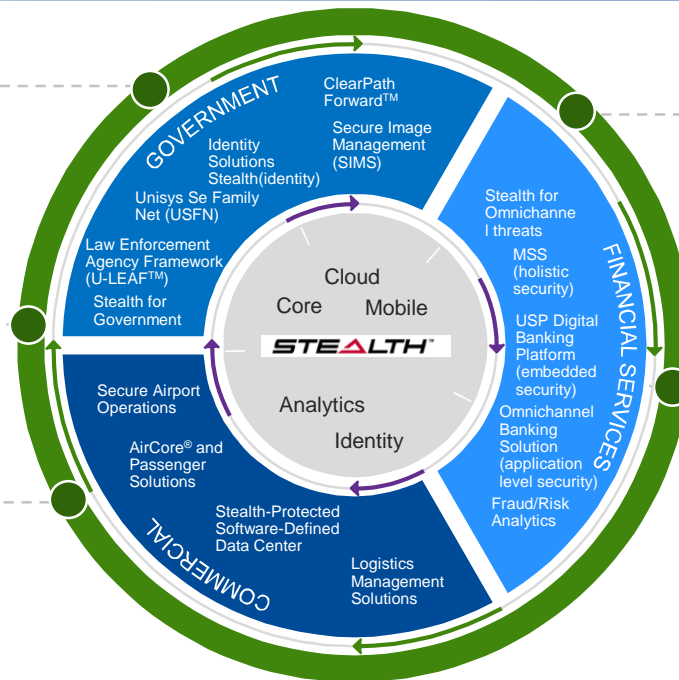 GOVERNMENT
ClearPath
Forward™
Secure Image
Management
(SIMS)
Identity
Solutions
Stealth(identity)
Unisys Se Family
Net (USFN)
Law Enforcement
Agency Framework
(U-LEAF™)
Stealth for
Government
FINANCIAL SERVICES
Stealth for
Omnichanne
l threats
MSS
(holistic
security)
USP Digital
Banking
Platform
(embedded
security)
Omnichannel
Banking
Solution
(application
level security)
Fraud/Risk
Analytics
Cloud
Core Mobile
STEALTH™
Analytics
Identity
COMMERCIAL
Secure Airport
Operations
AirCore® and
Passenger
Solutions
Stealth-Protected
Software-Defined
Data Center
Logistics
Management
Solutions